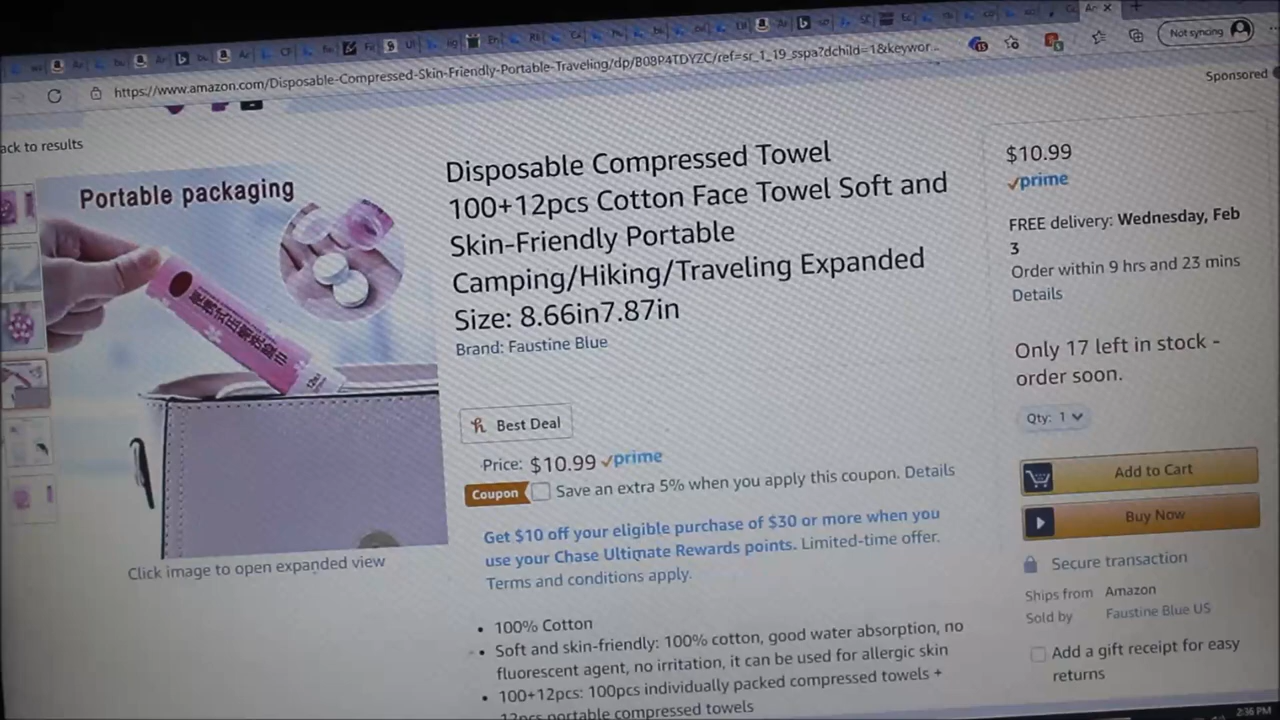 https://www.amazon.com/Disposable-Compressed-Skin-Friendly-Portable-Traveling/dp/B08P4TDYZC/ref=sr_1_19_sspa?dchild=1&keywor...
Not syncing
Sponsored
ack to results
Portable packaging
Click image to open expanded view
Disposable Compressed Towel
100+12pcs Cotton Face Towel Soft and
Skin-Friendly Portable
Camping/Hiking/Traveling Expanded
Size: 8.66in7.87in
Brand: Faustine Blue
Best Deal
Price: $10.99 prime
Coupon Save an extra 5% when you apply this coupon. Details
Get $10 off your eligible purchase of $30 or more when you
use your Chase Ultimate Rewards points. Limited-time offer.
Terms and conditions apply.
• 100% Cotton
• Soft and skin-friendly: 100% cotton, good water absorption, no
fluorescent agent, no irritation, it can be used for allergic skin
• 100+12pcs: 100pcs individually packed compressed towels +
12pcs portable compressed towels
$10.99
prime
FREE delivery: Wednesday, Feb
3
Order within 9 hrs and 23 mins
Details
Only 17 left in stock -
order soon.
Qty: 1
Add to Cart
Buy Now
Secure transaction
Ships from Amazon
Sold by Faustine Blue US
Add a gift receipt for easy
returns
2:36 PM